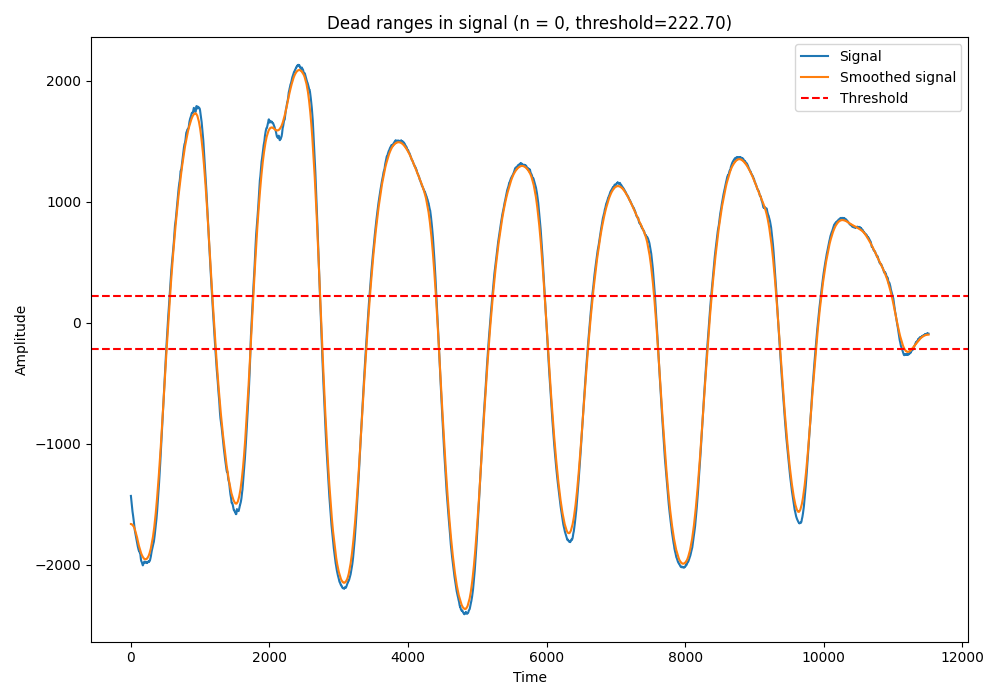 Dead ranges in signal (n = 0, threshold=222.70)
Signal
Smoothed signal
Threshold
Amplitude
2000
1000
0
−1000
−2000
0 2000 4000 6000 8000 10000 12000
Time